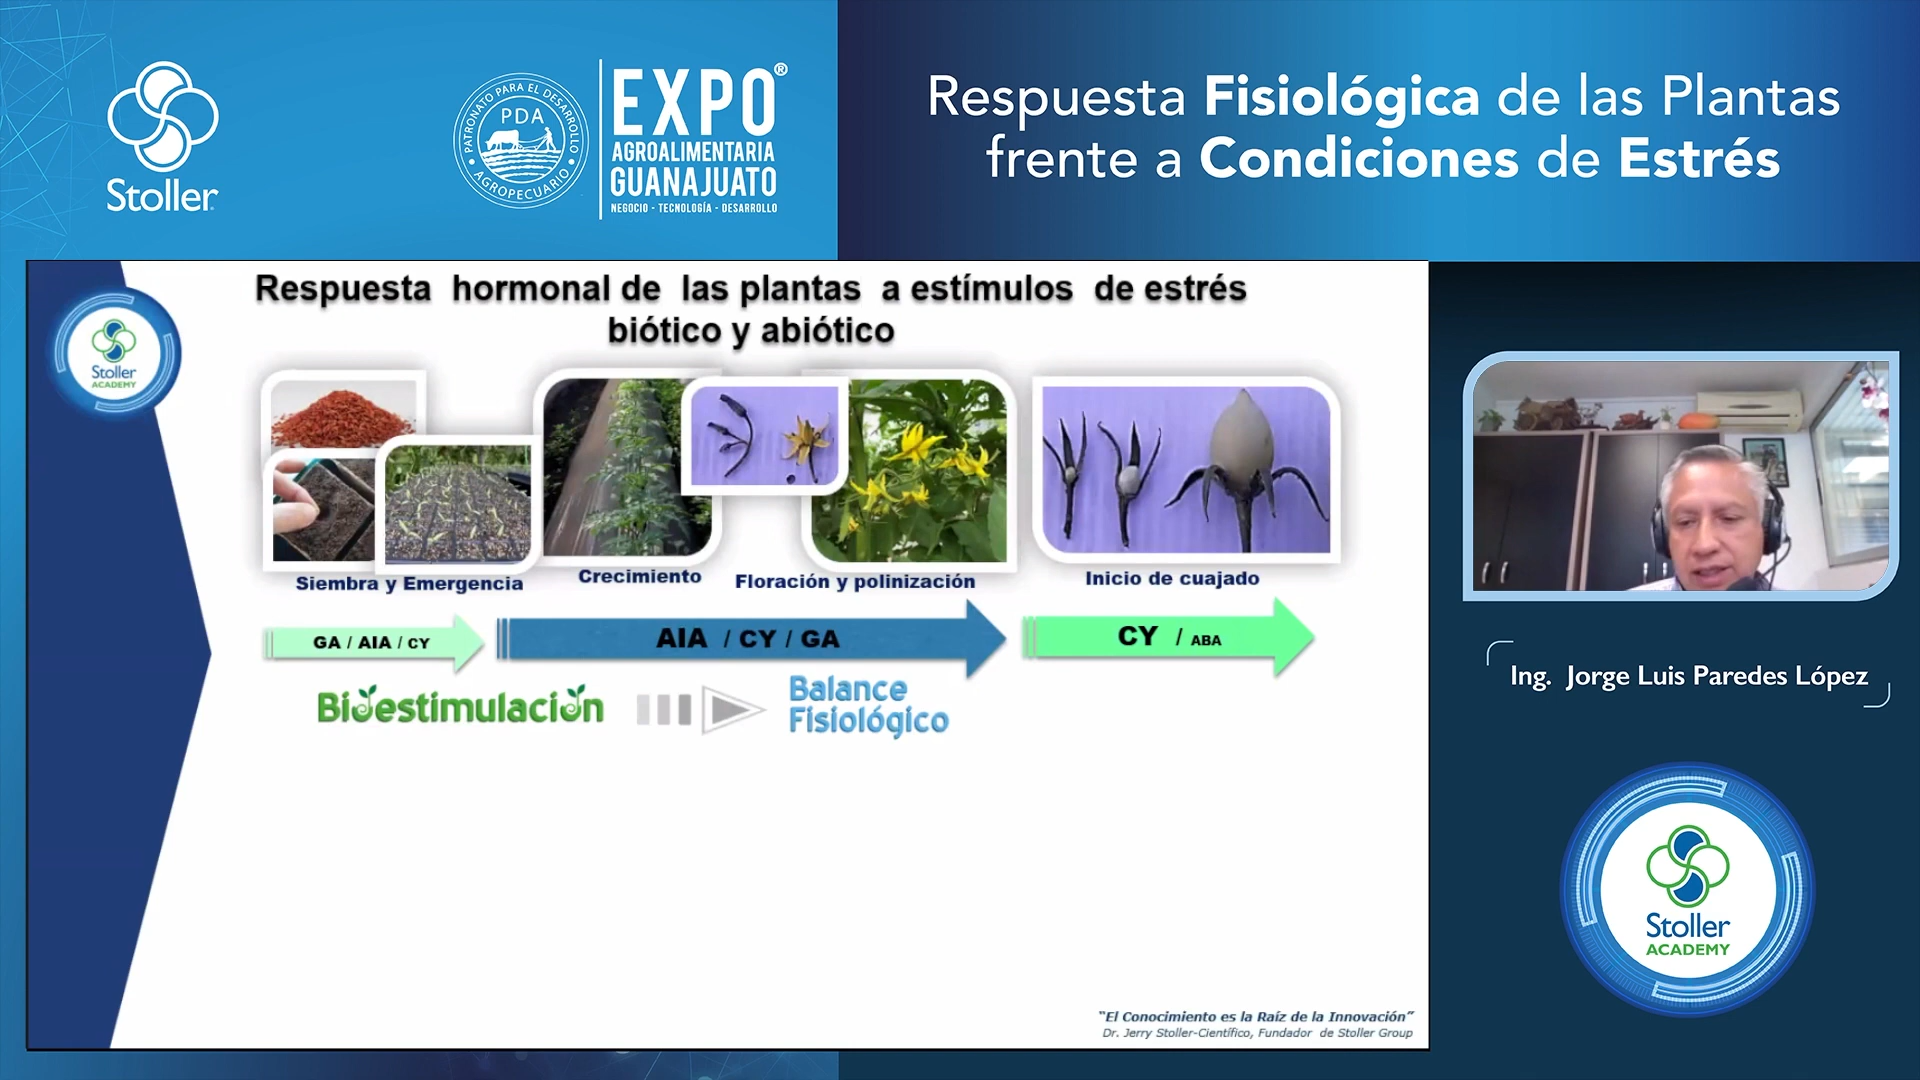 Stoller
PATRONATO PARA EL DESARROLLO
PDA
AGROPECUARIO
EXPO®
AGROALIMENTARIA
GUANAJUATO
NEGOCIO - TECNOLOGÍA - DESARROLLO
Respuesta Fisiológica de las Plantas
frente a Condiciones de Estrés
Stoller
ACADEMY
Respuesta hormonal de las plantas a estímulos de estrés
biótico y abiótico
Siembra y Emergencia
Crecimiento
Floración y polinización
Inicio de cuajado
GA / AIA / CY
AIA / CY / GA
CY / ABA
Bioestimulación
Balance
Fisiológico
"El Conocimiento es la Raíz de la Innovación"
Dr. Jerry Stoller-Científico, Fundador de Stoller Group
Ing. Jorge Luis Paredes López
Stoller
ACADEMY